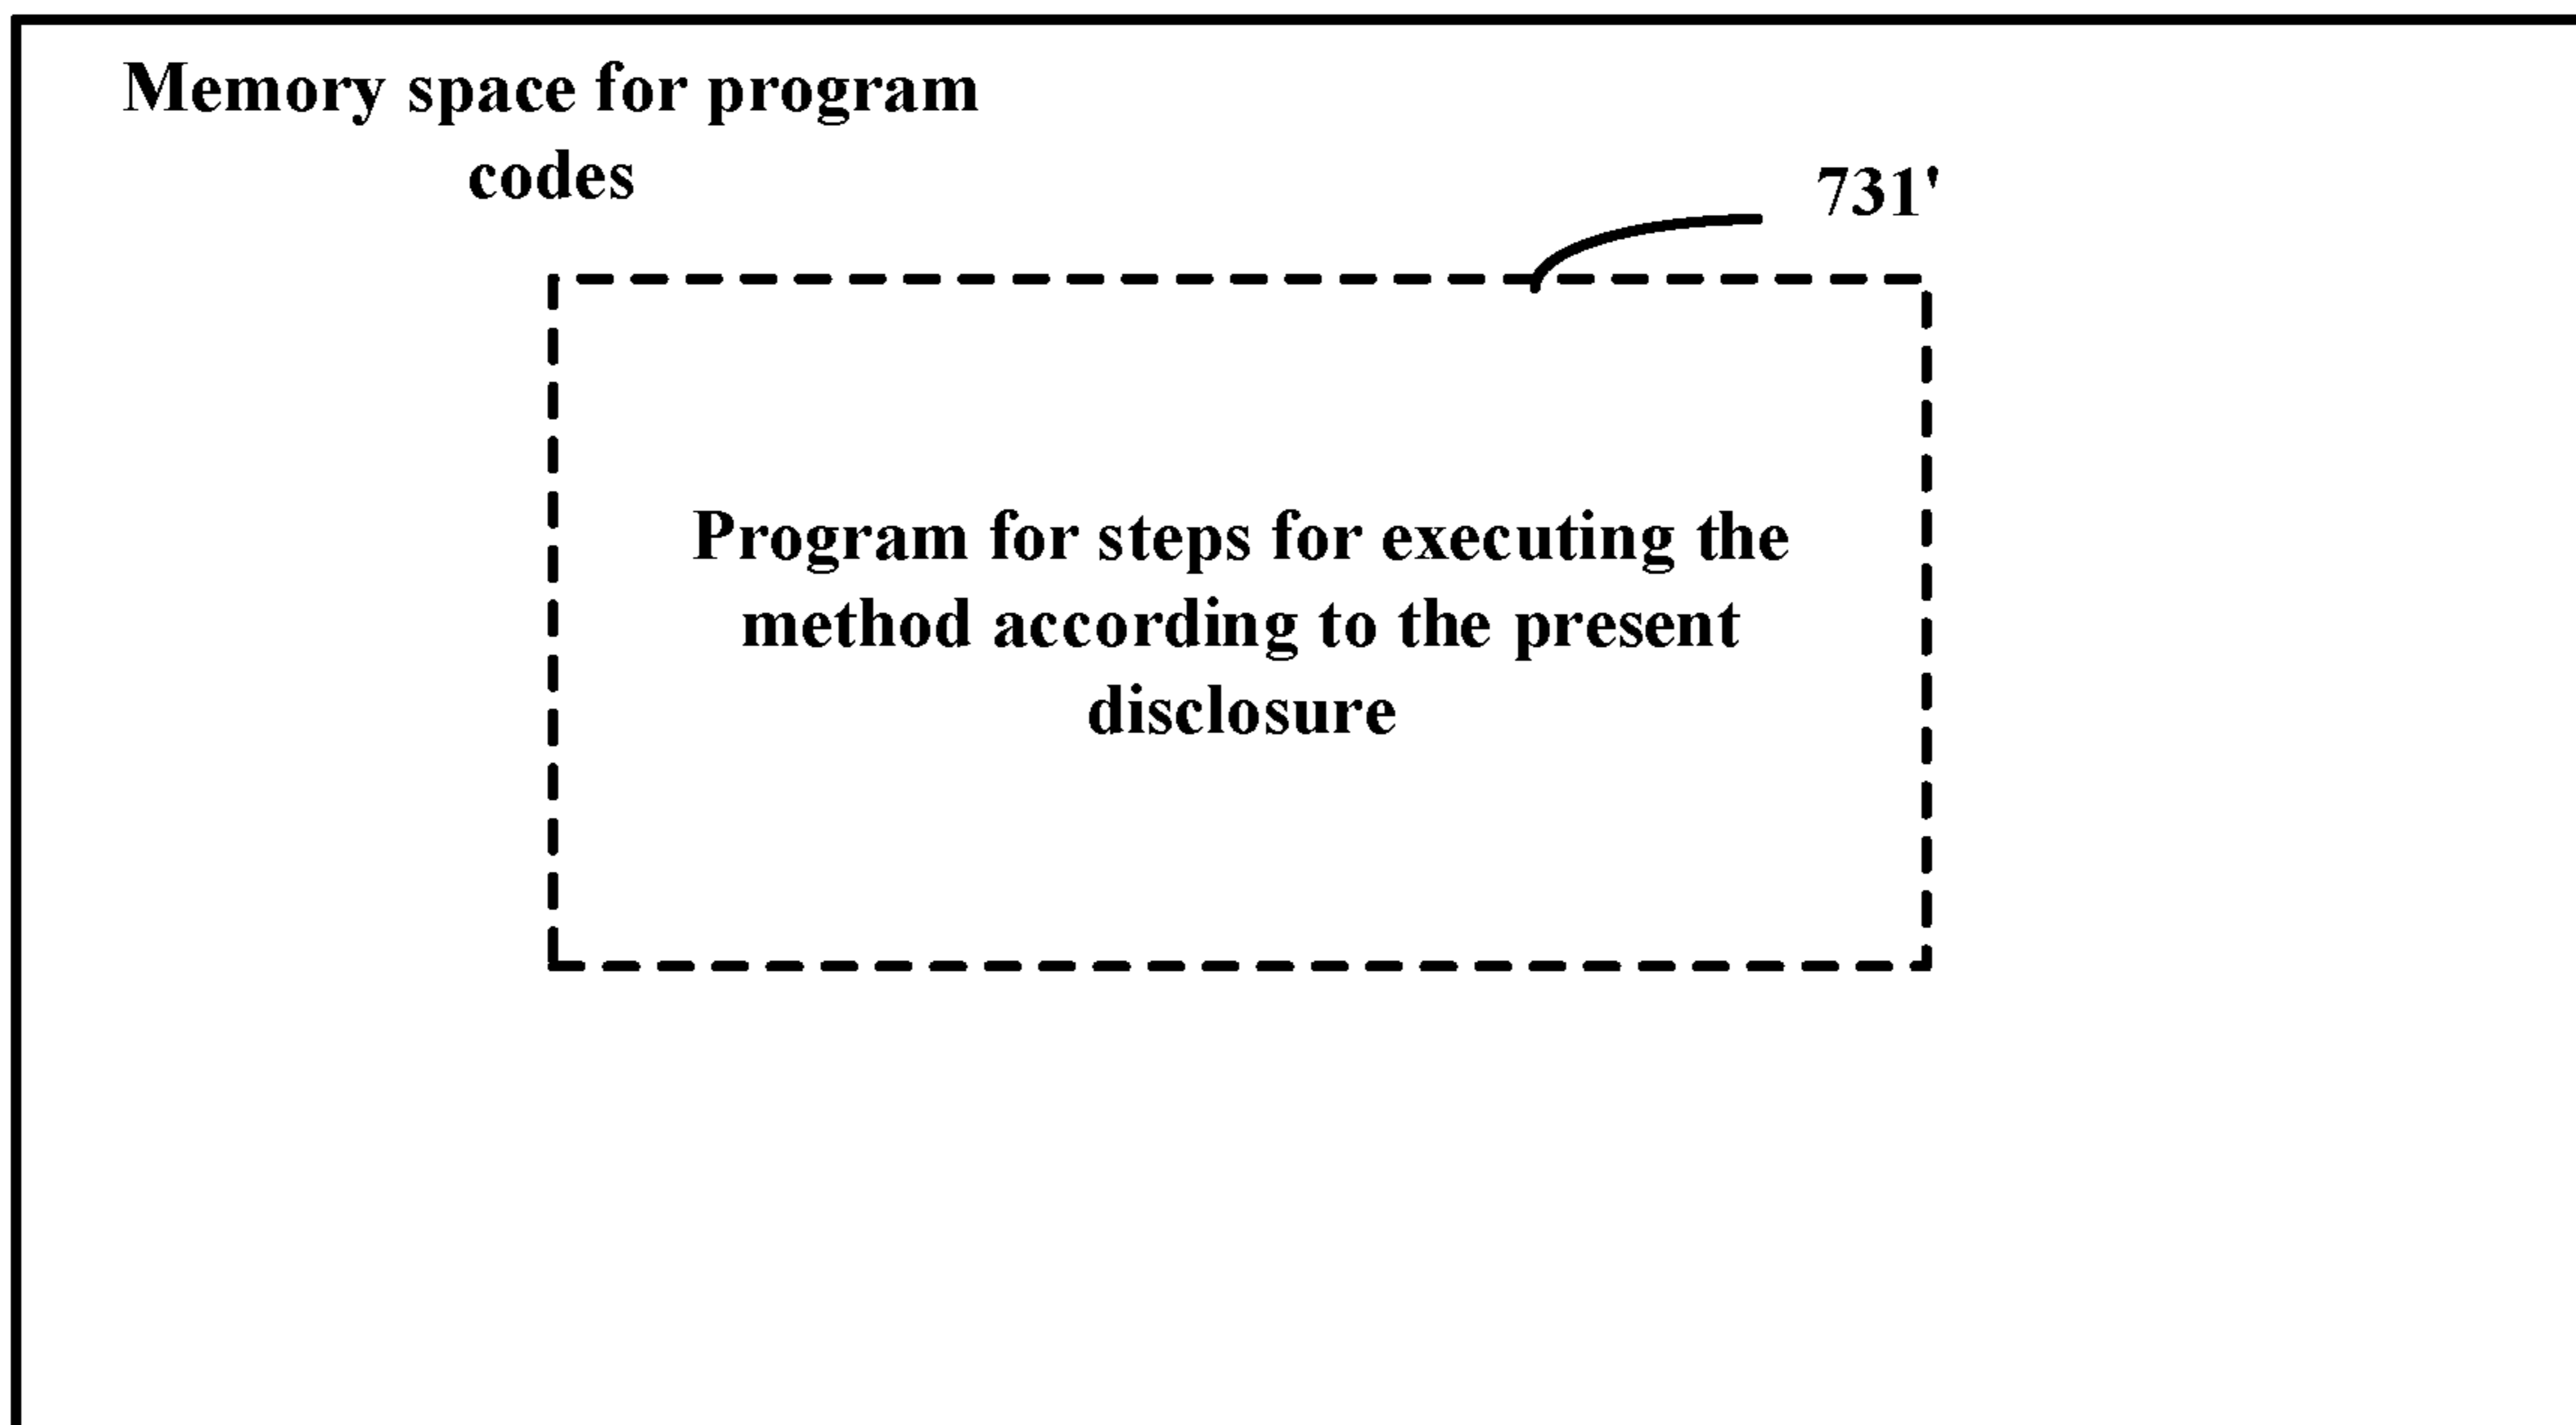 Memory space for program
codes
731'
Program for steps for executing the
method according to the present
disclosure